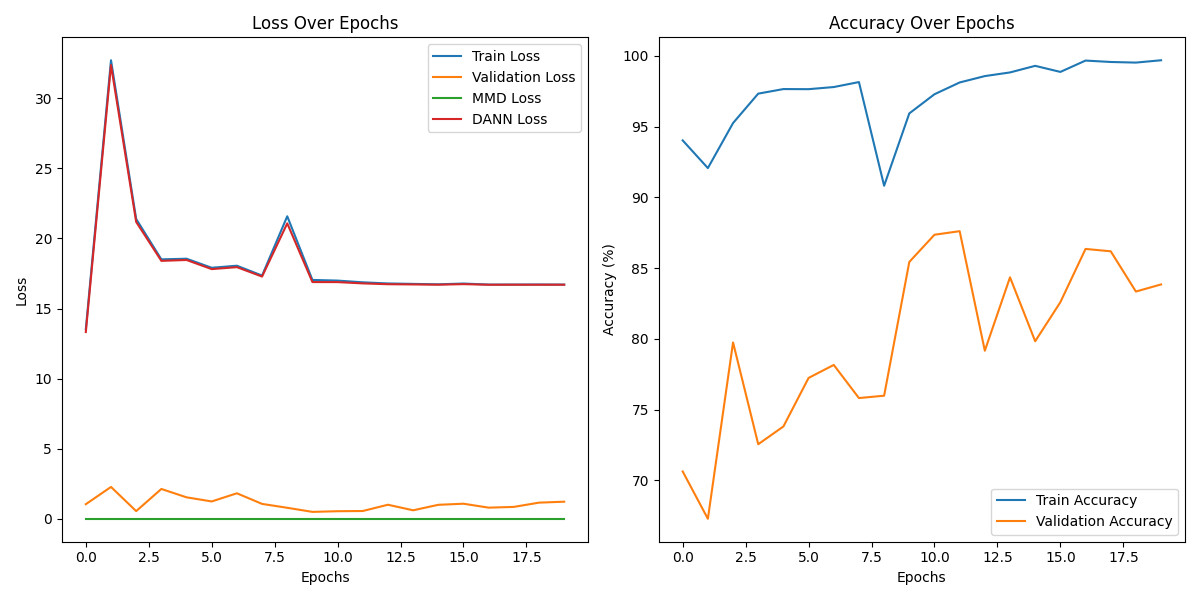 Loss Over Epochs
Train Loss
Validation Loss
MMD Loss
DANN Loss
Loss
30
25
20
15
10
5
0
0.0 2.5 5.0 7.5 10.0 12.5 15.0 17.5
Epochs
Accuracy Over Epochs
Accuracy (%)
100
95
90
85
80
75
70
Train Accuracy
Validation Accuracy
0.0 2.5 5.0 7.5 10.0 12.5 15.0 17.5
Epochs